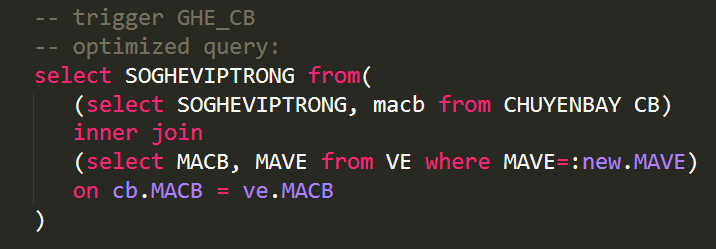 -- trigger GHE_CB
-- optimized query:
select SOGHEVIPTRONG from(
(select SOGHEVIPTRONG, macb from CHUYENBAY CB)
inner join
(select MACB, MAVE from VE where MAVE=:new.MAVE)
on cb.MACB = ve.MACB
)